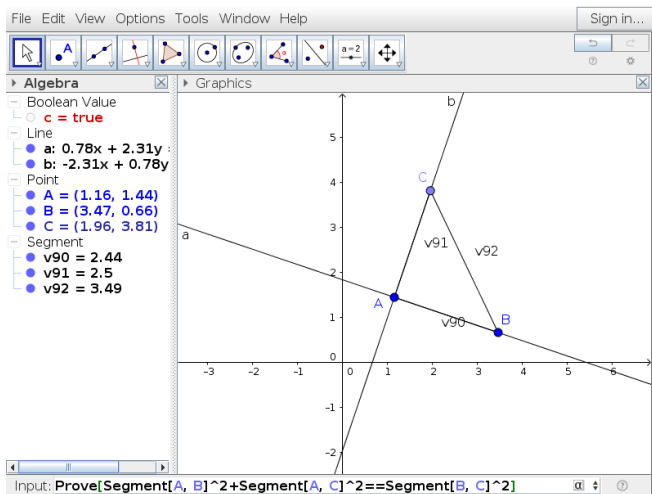 File Edit View Options Tools Window Help
Sign in...
A
α
a=2
Algebra
Graphics
Boolean Value
c = true
Line
a: 0.78x + 2.31y
b: -2.31x + 0.78y
Point
A = (1.16, 1.44)
B = (3.47, 0.66)
C = (1.96, 3.81)
Segment
v90 = 2.44
v91 = 2.5
v92 = 3.49
b
5
C
4
3
a
v91 v92
2
A
1
v90 B
0
-3 -2 -1 0 1 2 3 4 5 6
-1
-2
Input: Prove[Segment[A, B]^2+Segment[A, C]^2==Segment[B, C]^2]
α